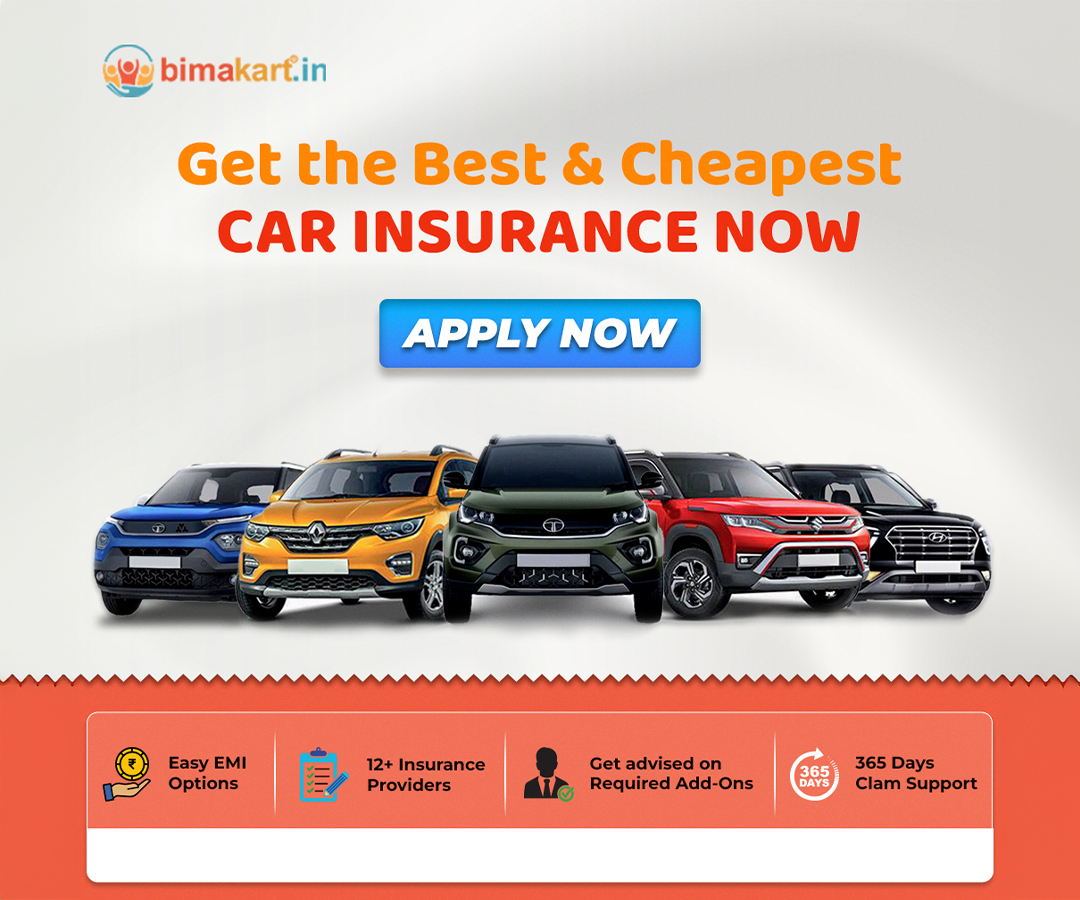 bimakart.in
Get the Best & Cheapest
CAR INSURANCE NOW
APPLY NOW
Easy EMI
Options
12+ Insurance
Providers
Get advised on
Required Add-Ons
365
DAYS
365 Days
Clam Support